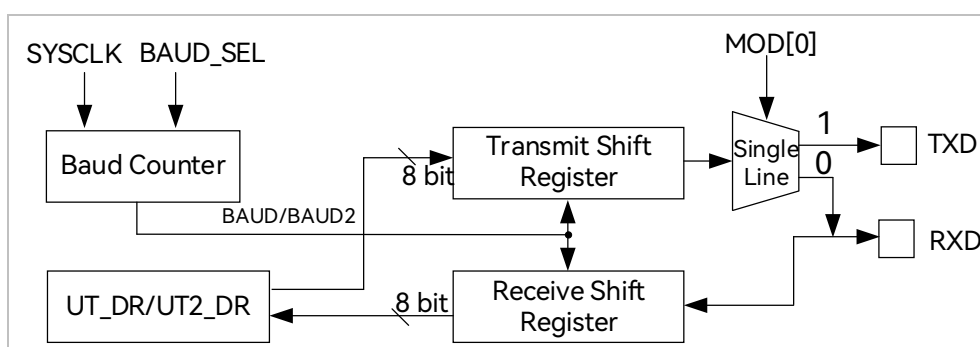 MOD[0]
SYSCLK BAUD_SEL
Baud Counter
Transmit Shift
Register
8 bit
Single
Line
1
0
TXD
BAUD/BAUD2
RXD
UT_DR/UT2_DR
8 bit
Receive Shift
Register